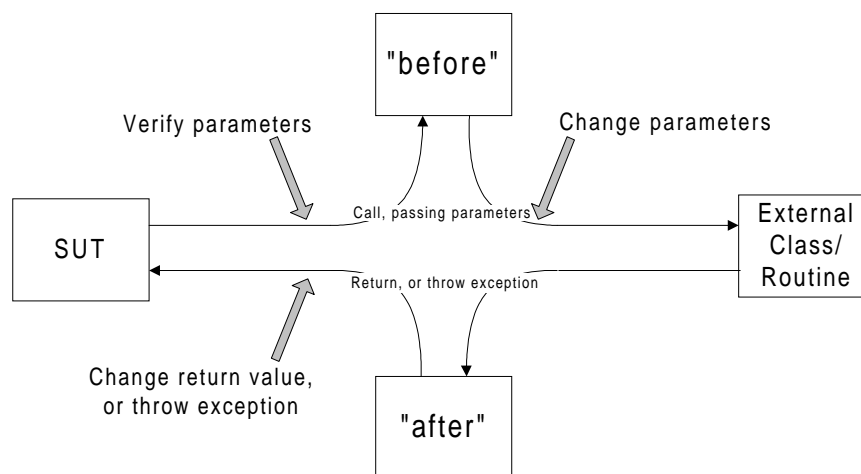 "before"
Verify parameters
Change parameters
Call, passing parameters
SUT
External
Class/
Routine
Return, or throw exception
Change return value,
or throw exception
"after"